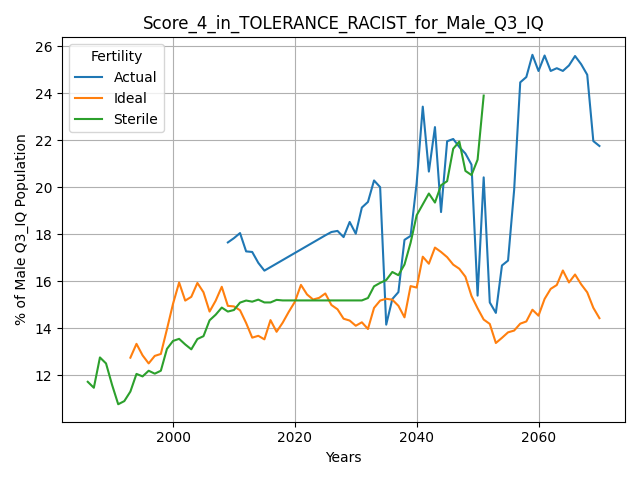 Score_4_in_TOLERANCE_RACIST_for_Male_Q3_IQ
Fertility
Actual
Ideal
Sterile
% of Male Q3_IQ Population
26
24
22
20
18
16
14
12
2000 2020 2040 2060
Years